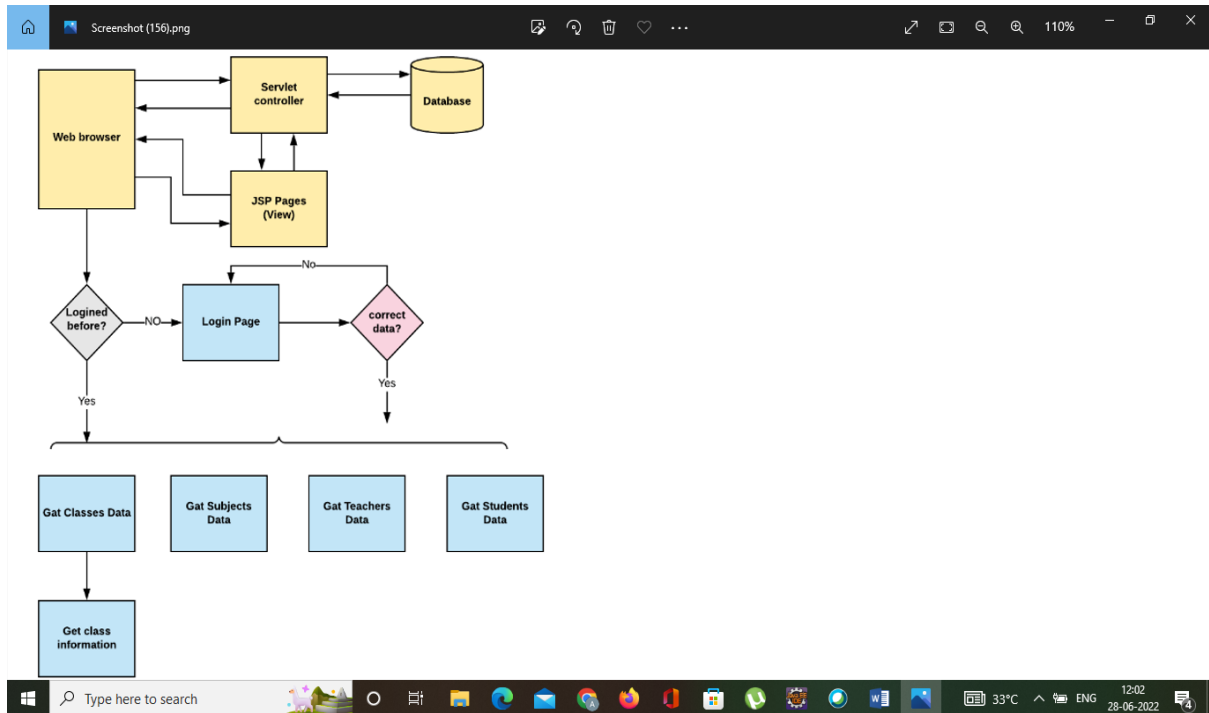 Screenshot (156).png
110%
Servlet
controller
Database
Web browser
JSP Pages
(View)
No
Logined
before?
NO
Login Page
correct
data?
Yes
Yes
Gat Classes Data
Gat Subjects
Data
Gat Teachers
Data
Gat Students
Data
Get class
information
Type here to search
33°C
ENG
12:02
28-06-2022
4